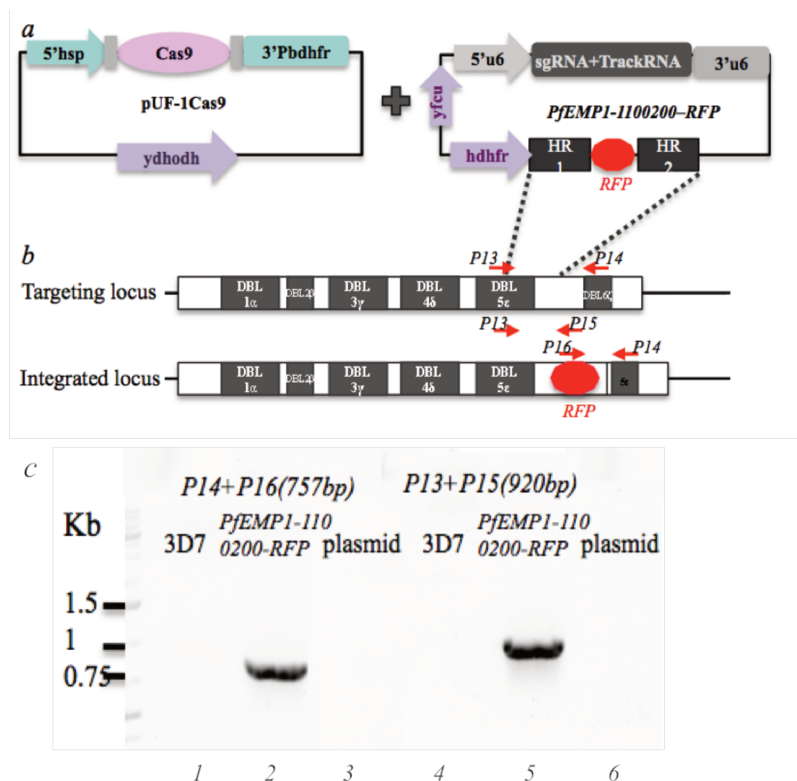 a
5'hsp Cas9 3'Pbdhfr
pUF-1Cas9
ydhodh
5'u6 sgRNA+TrackRNA 3'u6
yfcu
PfEMP1-1100200–RFP
hdhfr HR 1 RFP HR 2
b
P13 P14
Targeting locus DBL 1α DBL2β DBL 3γ DBL 4δ DBL 5ε DBL6ζ
P13 P15
P16 P14
Integrated locus DBL 1α DBL2β DBL 3γ DBL 4δ DBL 5ε 5ε
RFP
c
P14+P16(757bp) P13+P15(920bp)
Kb
3D7 PfEMP1-110 0200-RFP plasmid 3D7 PfEMP1-110 0200-RFP plasmid
1.5
1
0.75
1 2 3 4 5 6